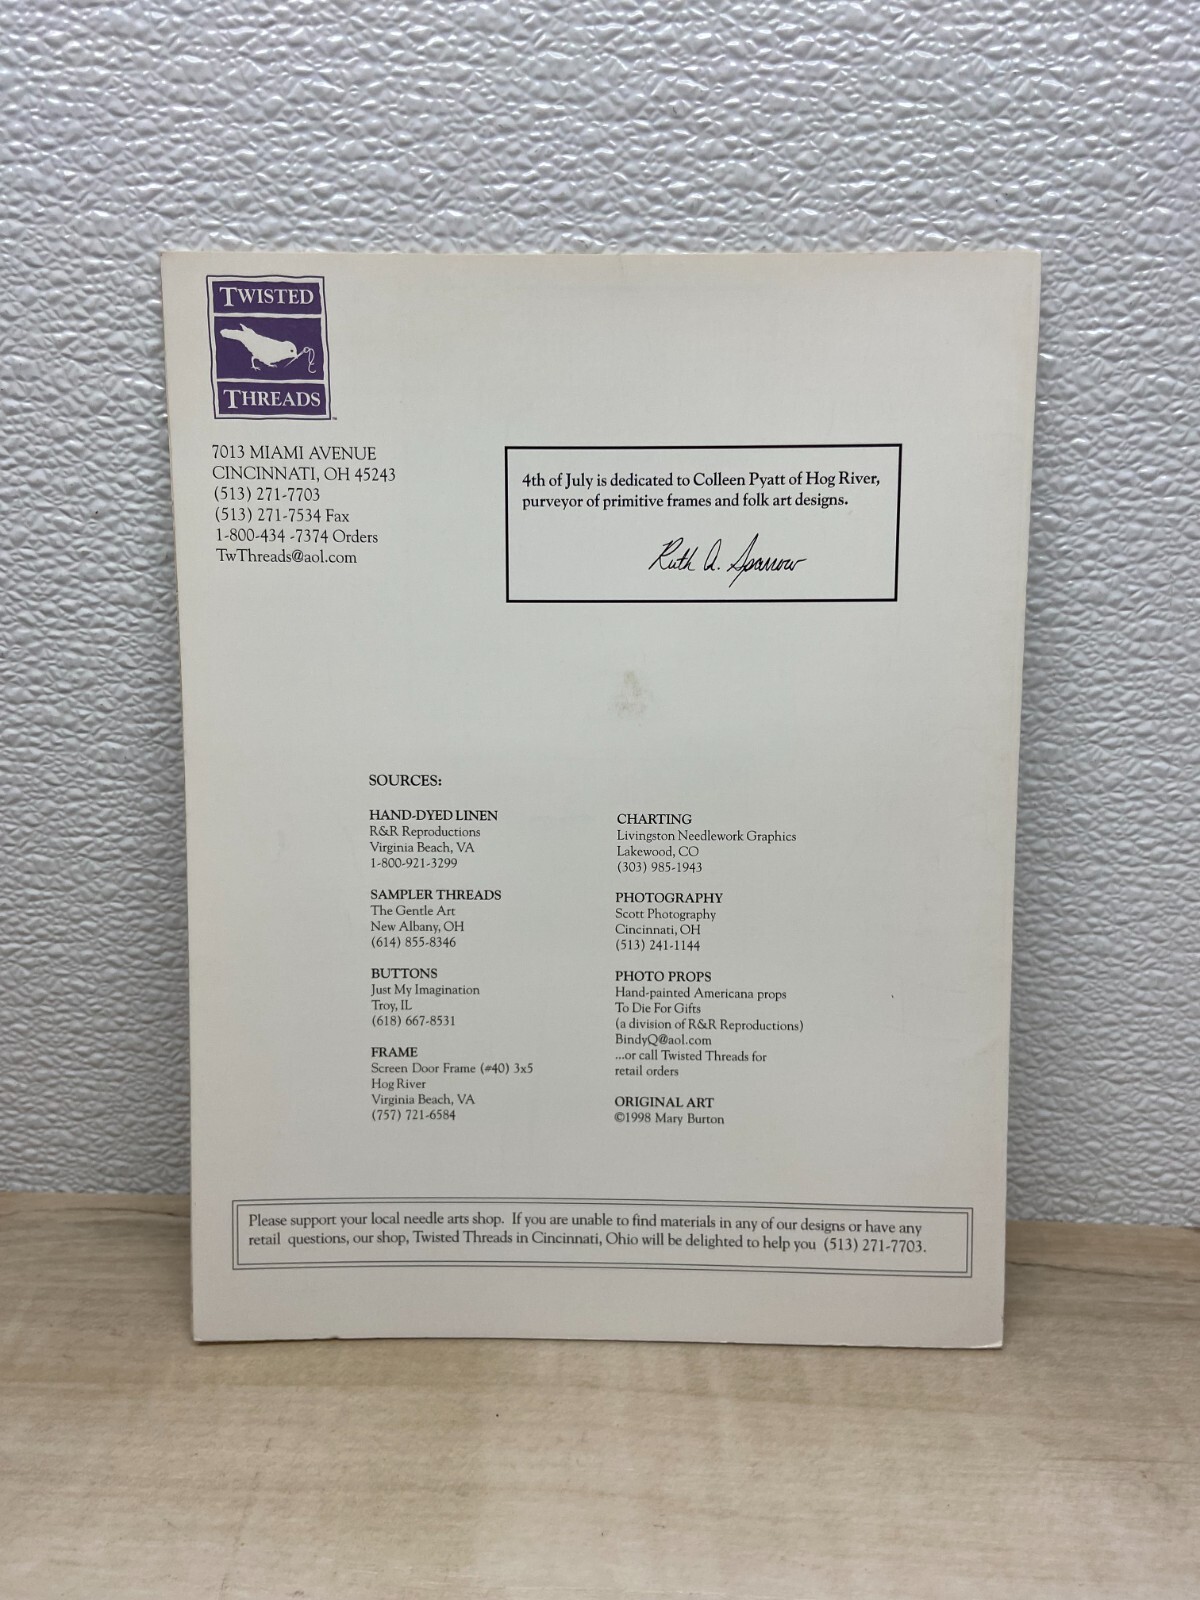 TWISTED
THREADS
7013 MIAMI AVENUE
CINCINNATI, OH 45243
(513) 271-7703
(513) 271-7534 Fax
1-800-434 -7374 Orders
TwThreads@aol.com
4th of July is dedicated to Colleen Pyatt of Hog River,
purveyor of primitive frames and folk art designs.
Ruth A. Sparrow
SOURCES:
HAND-DYED LINEN
R&R Reproductions
Virginia Beach, VA
1-800-921-3299
SAMPLER THREADS
The Gentle Art
New Albany, OH
(614) 855-8346
BUTTONS
Just My Imagination
Troy, IL
(618) 667-8531
FRAME
Screen Door Frame (#40) 3x5
Hog River
Virginia Beach, VA
(757) 721-6584
CHARTING
Livingston Needlework Graphics
Lakewood, CO
(303) 985-1943
PHOTOGRAPHY
Scott Photography
Cincinnati, OH
(513) 241-1144
PHOTO PROPS
Hand-painted Americana props
To Die For Gifts
(a division of R&R Reproductions)
BindyQ@aol.com
...or call Twisted Threads for
retail orders
ORIGINAL ART
©1998 Mary Burton
Please support your local needle arts shop. If you are unable to find materials in any of our designs or have any
retail questions, our shop, Twisted Threads in Cincinnati, Ohio will be delighted to help you (513) 271-7703.